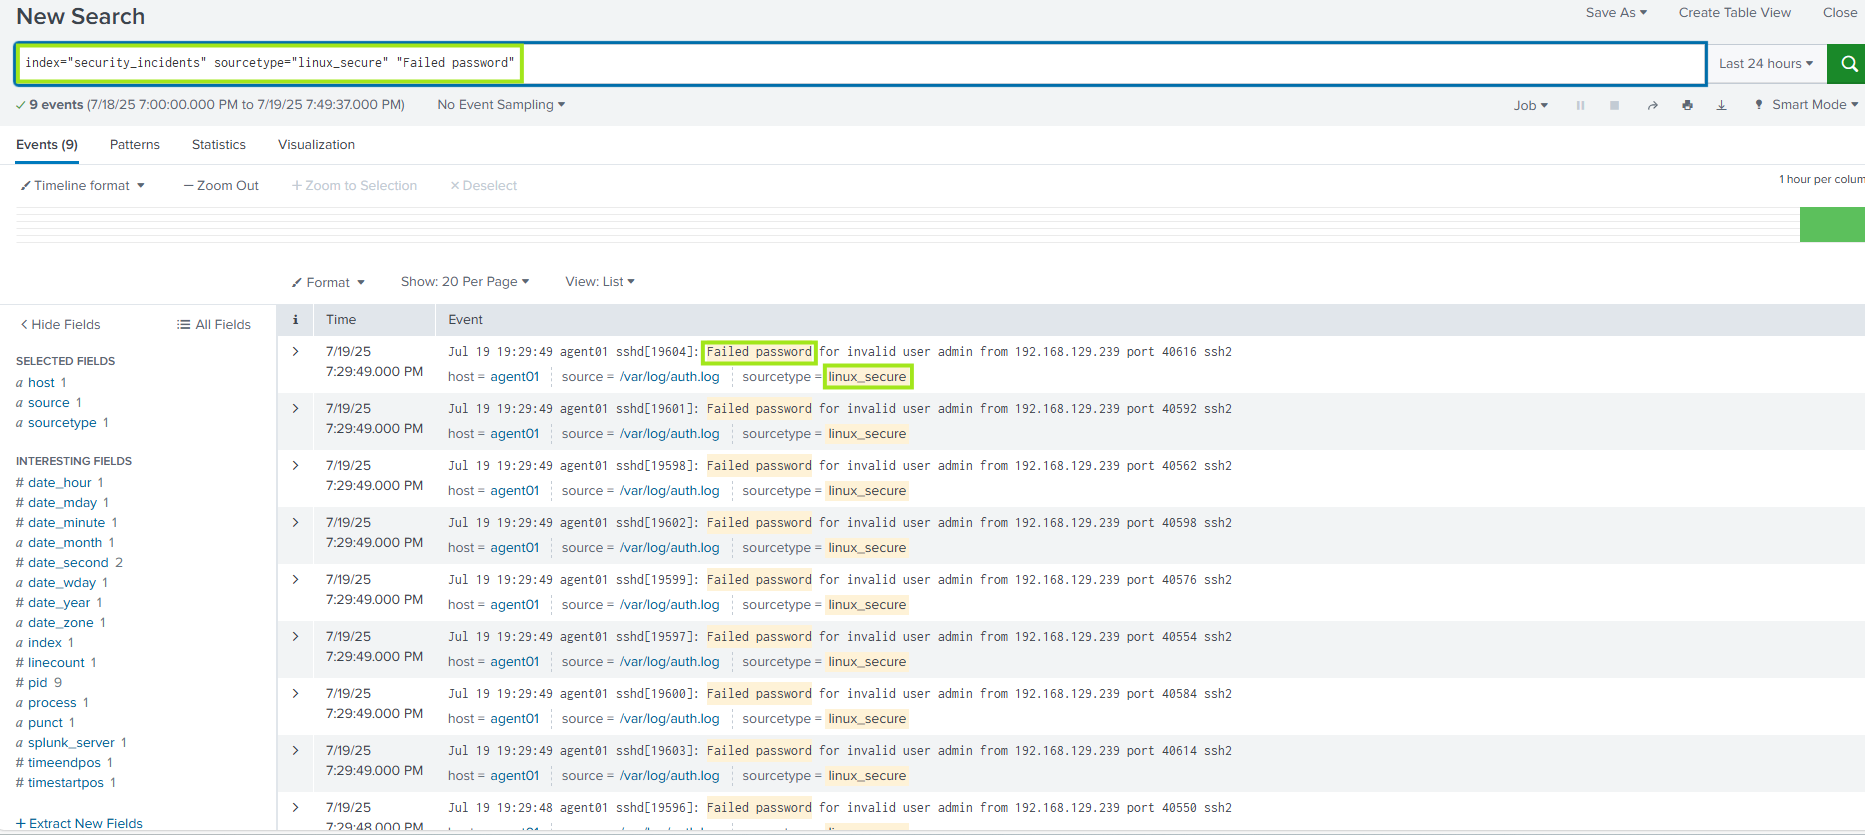 New Search
Save As Create Table View Close
index="security_incidents" sourcetype="linux_secure" "Failed password"
Last 24 hours
9 events (7/18/25 7:00:00.000 PM to 7/19/25 7:49:37.000 PM) No Event Sampling
Job Smart Mode
Events (9) Patterns Statistics Visualization
Timeline format — Zoom Out + Zoom to Selection × Deselect
1 hour per colum
Format Show: 20 Per Page View: List
< Hide Fields All Fields
i Time Event
SELECTED FIELDS
a host 1
a source 1
a sourcetype 1
INTERESTING FIELDS
# date_hour 1
# date_mday 1
# date_minute 1
a date_month 1
# date_second 2
a date_wday 1
# date_year 1
a date_zone 1
a index 1
# linecount 1
# pid 9
a process 1
a punct 1
a splunk_server 1
# timeendpos 1
# timestartpos 1
+ Extract New Fields
> 7/19/25 Jul 19 19:29:49 agent01 sshd[19604]: Failed password for invalid user admin from 192.168.129.239 port 40616 ssh2
7:29:49.000 PM host = agent01 source = /var/log/auth.log sourcetype = linux_secure
> 7/19/25 Jul 19 19:29:49 agent01 sshd[19601]: Failed password for invalid user admin from 192.168.129.239 port 40592 ssh2
7:29:49.000 PM host = agent01 source = /var/log/auth.log sourcetype = linux_secure
> 7/19/25 Jul 19 19:29:49 agent01 sshd[19598]: Failed password for invalid user admin from 192.168.129.239 port 40562 ssh2
7:29:49.000 PM host = agent01 source = /var/log/auth.log sourcetype = linux_secure
> 7/19/25 Jul 19 19:29:49 agent01 sshd[19602]: Failed password for invalid user admin from 192.168.129.239 port 40598 ssh2
7:29:49.000 PM host = agent01 source = /var/log/auth.log sourcetype = linux_secure
> 7/19/25 Jul 19 19:29:49 agent01 sshd[19599]: Failed password for invalid user admin from 192.168.129.239 port 40576 ssh2
7:29:49.000 PM host = agent01 source = /var/log/auth.log sourcetype = linux_secure
> 7/19/25 Jul 19 19:29:49 agent01 sshd[19597]: Failed password for invalid user admin from 192.168.129.239 port 40554 ssh2
7:29:49.000 PM host = agent01 source = /var/log/auth.log sourcetype = linux_secure
> 7/19/25 Jul 19 19:29:49 agent01 sshd[19600]: Failed password for invalid user admin from 192.168.129.239 port 40584 ssh2
7:29:49.000 PM host = agent01 source = /var/log/auth.log sourcetype = linux_secure
> 7/19/25 Jul 19 19:29:49 agent01 sshd[19603]: Failed password for invalid user admin from 192.168.129.239 port 40614 ssh2
7:29:49.000 PM host = agent01 source = /var/log/auth.log sourcetype = linux_secure
> 7/19/25 Jul 19 19:29:48 agent01 sshd[19596]: Failed password for invalid user admin from 192.168.129.239 port 40550 ssh2
7:29:48.000 PM